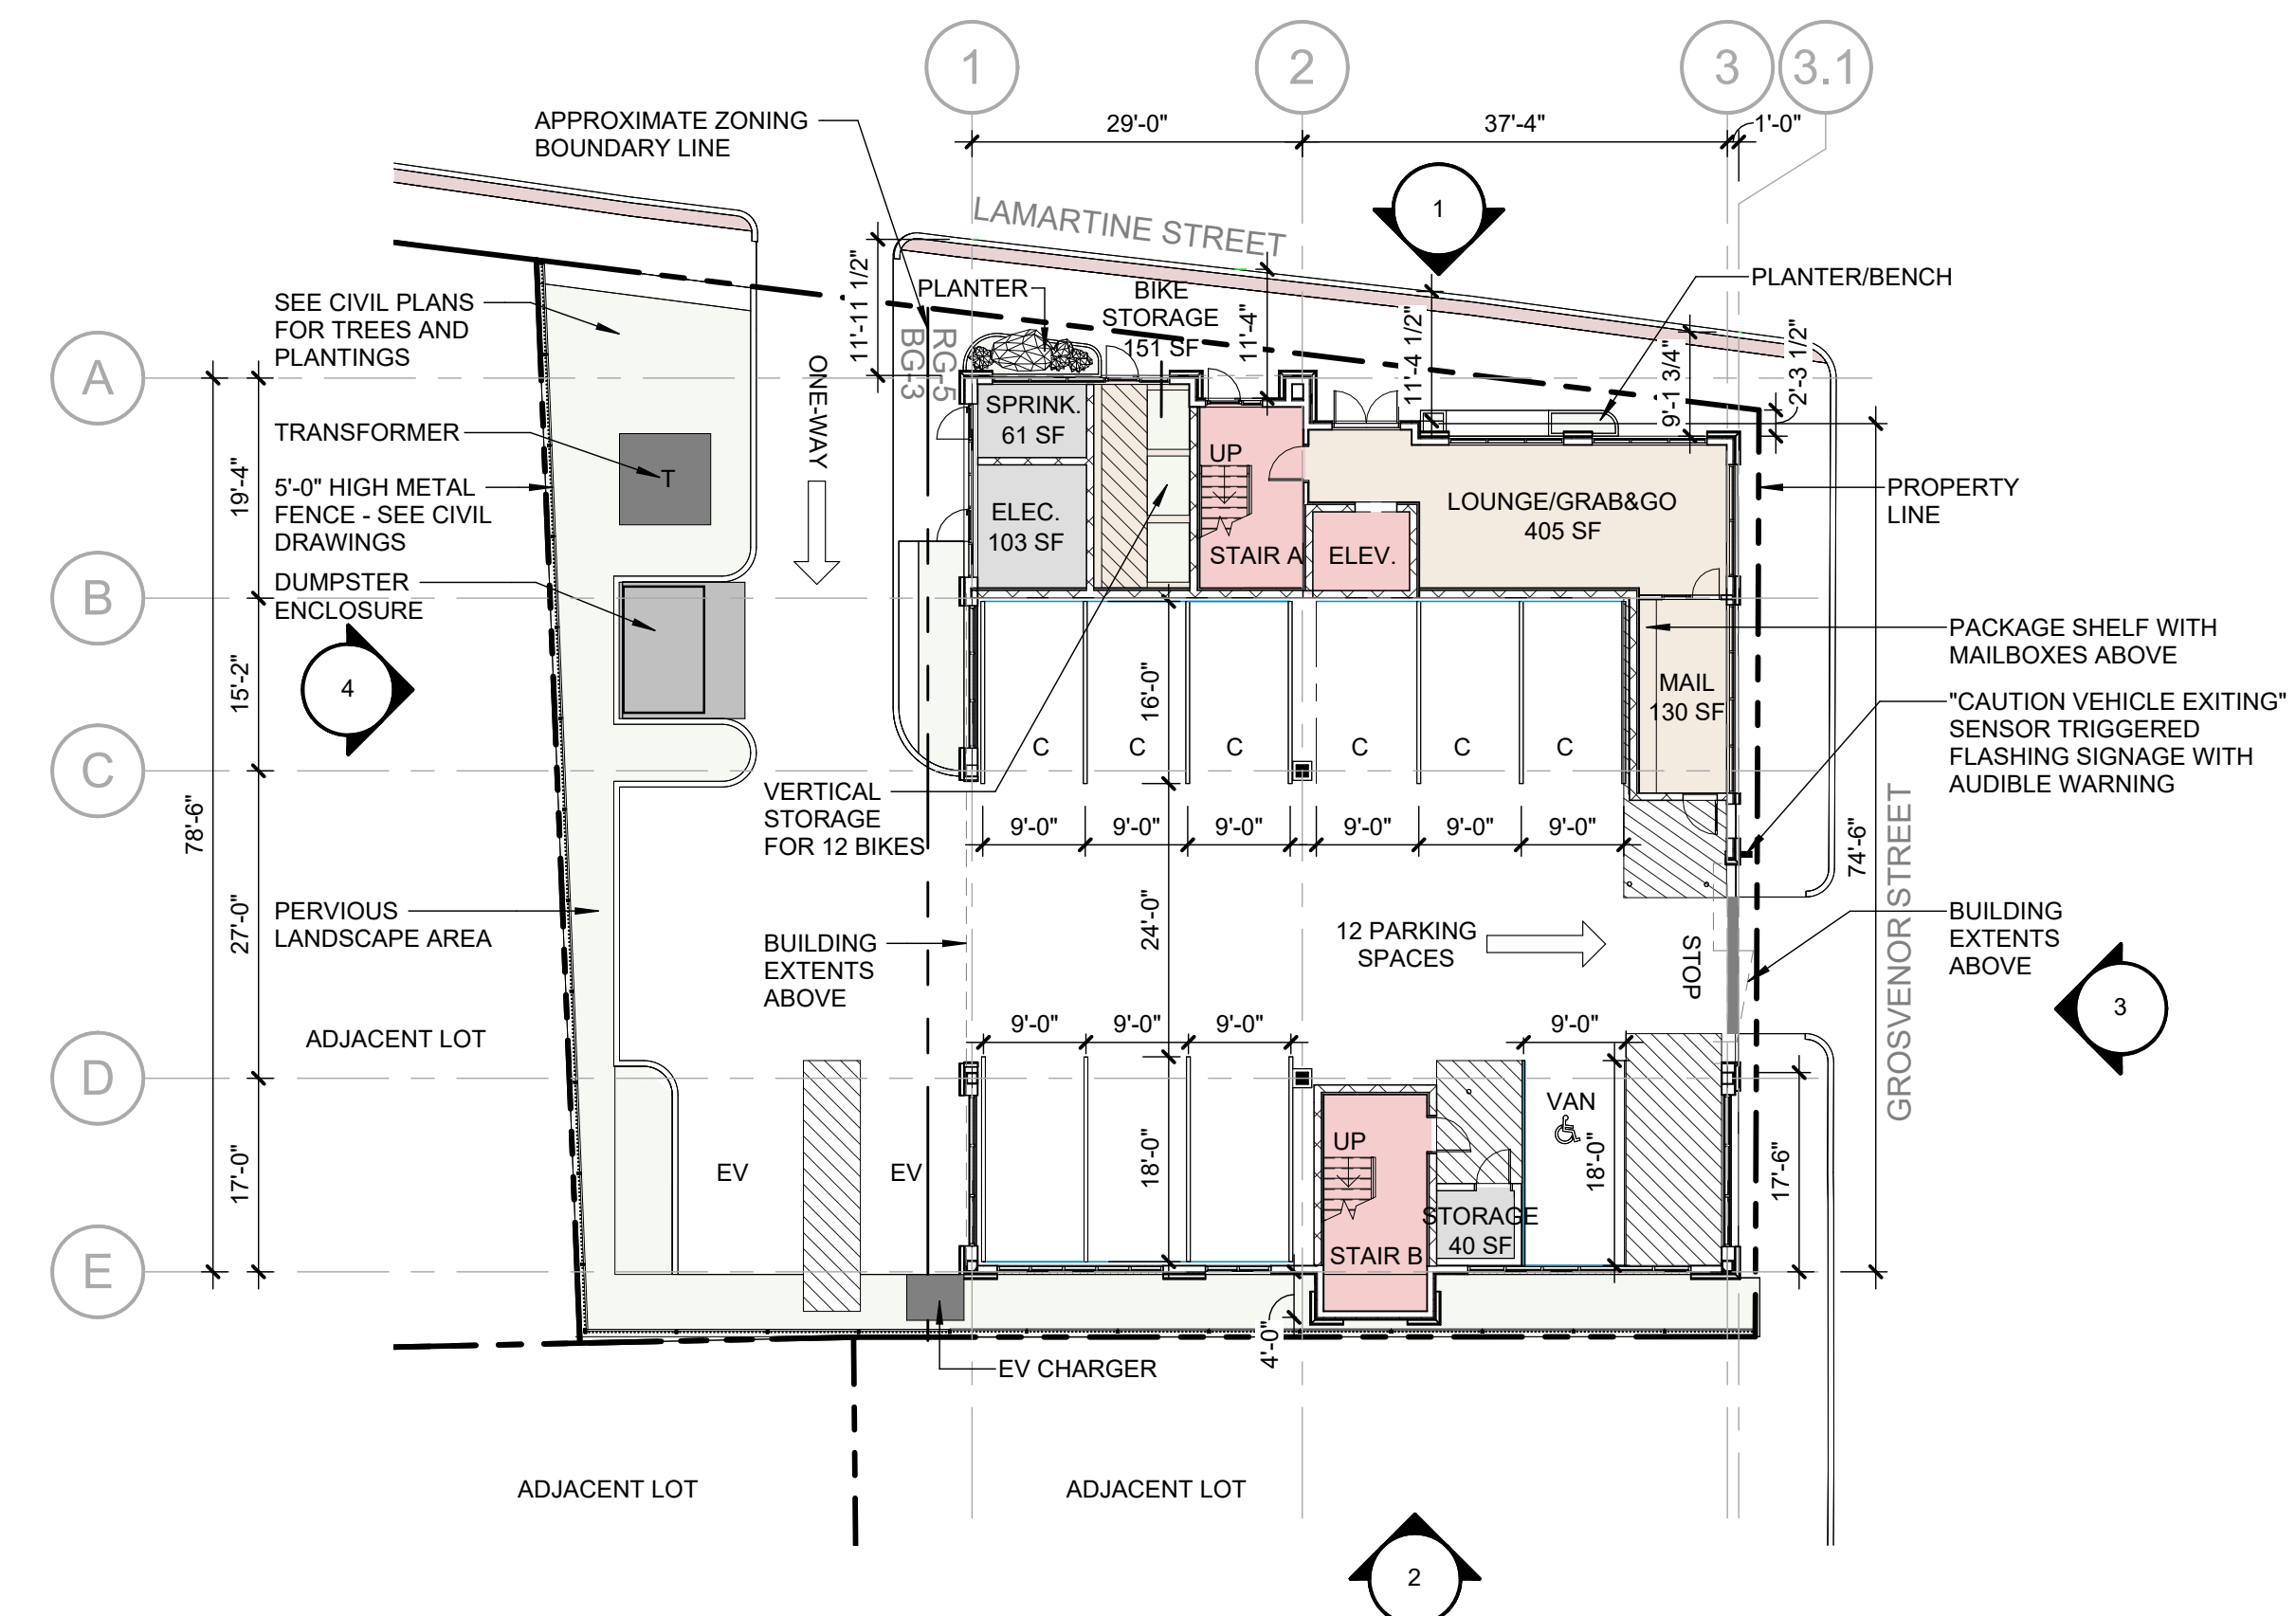 1
2
3
3.1
29'-0"
37'-4"
1'-0"
APPROXIMATE ZONING
BOUNDARY LINE
LAMARTINE STREET
1
PLANTER/BENCH
SEE CIVIL PLANS
FOR TREES AND
PLANTINGS
11'-11 1/2"
PLANTER
BIKE
STORAGE
151 SF
11'-4"
11'-4 1/2"
9'-1 3/4"
2'-3 1/2"
RG-5
BG-3
ONE-WAY
A
TRANSFORMER
T
5'-0" HIGH METAL
FENCE - SEE CIVIL
DRAWINGS
SPRINK.
61 SF
ELEC.
103 SF
UP
STAIR A
ELEV.
LOUNGE/GRAB&GO
405 SF
PROPERTY
LINE
19'-4"
B
DUMPSTER
ENCLOSURE
4
15'-2"
16'-0"
PACKAGE SHELF WITH
MAILBOXES ABOVE
MAIL
130 SF
"CAUTION VEHICLE EXITING"
SENSOR TRIGGERED
FLASHING SIGNAGE WITH
AUDIBLE WARNING
C
C
C
C
C
C
C
VERTICAL
STORAGE
FOR 12 BIKES
78'-6"
9'-0"
9'-0"
9'-0"
9'-0"
9'-0"
9'-0"
74'-6"
GROSVENOR STREET
PERVIOUS
LANDSCAPE AREA
27'-0"
BUILDING
EXTENTS
ABOVE
24'-0"
12 PARKING
SPACES
STOP
BUILDING
EXTENTS
ABOVE
3
ADJACENT LOT
9'-0"
9'-0"
9'-0"
9'-0"
D
VAN
UP
EV
EV
17'-0"
18'-0"
18'-0"
17'-6"
STORAGE
40 SF
STAIR B
E
4'-0"
EV CHARGER
ADJACENT LOT
ADJACENT LOT
2